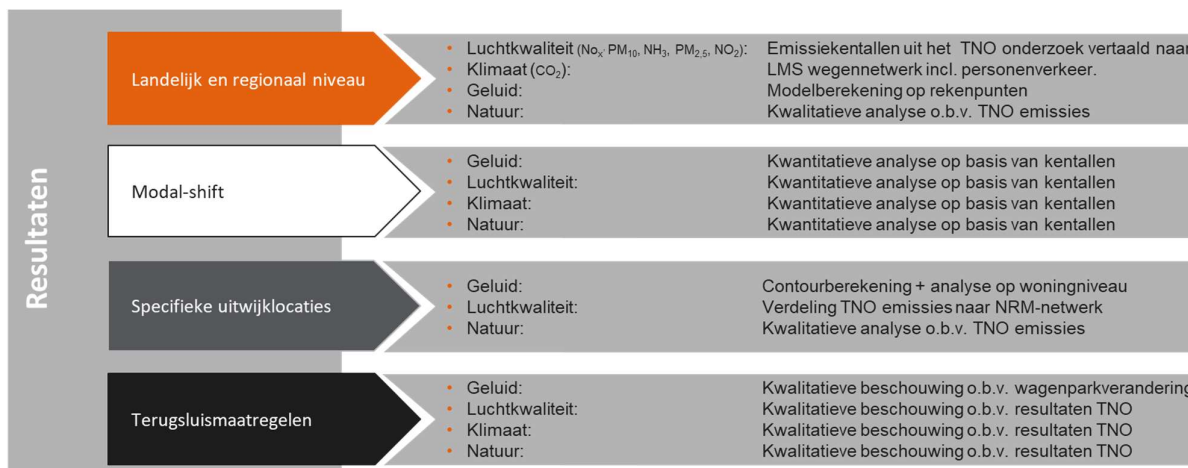 Resultaten
Landelijk en regionaal niveau
• Luchtkwaliteit (Nox, PM10, NH3, PM2,5, NO2): Emissiekentallen uit het TNO onderzoek vertaald naar
• Klimaat (CO2): LMS wegennetwerk incl. personenverkeer.
• Geluid: Modelberekening op rekenpunten
• Natuur: Kwalitatieve analyse o.b.v. TNO emissies
Modal-shift
• Geluid: Kwantitatieve analyse op basis van kentallen
• Luchtkwaliteit: Kwantitatieve analyse op basis van kentallen
• Klimaat: Kwantitatieve analyse op basis van kentallen
• Natuur: Kwantitatieve analyse op basis van kentallen
Specifieke uitwijklocaties
• Geluid: Contourberekening + analyse op woningniveau
• Luchtkwaliteit: Verdeling TNO emissies naar NRM-netwerk
• Natuur: Kwalitatieve analyse o.b.v. TNO emissies
Terugsluismaatregelen
• Geluid: Kwalitatieve beschouwing o.b.v. wagenparkverandering
• Luchtkwaliteit: Kwalitatieve beschouwing o.b.v. resultaten TNO
• Klimaat: Kwalitatieve beschouwing o.b.v. resultaten TNO
• Natuur: Kwalitatieve beschouwing o.b.v. resultaten TNO